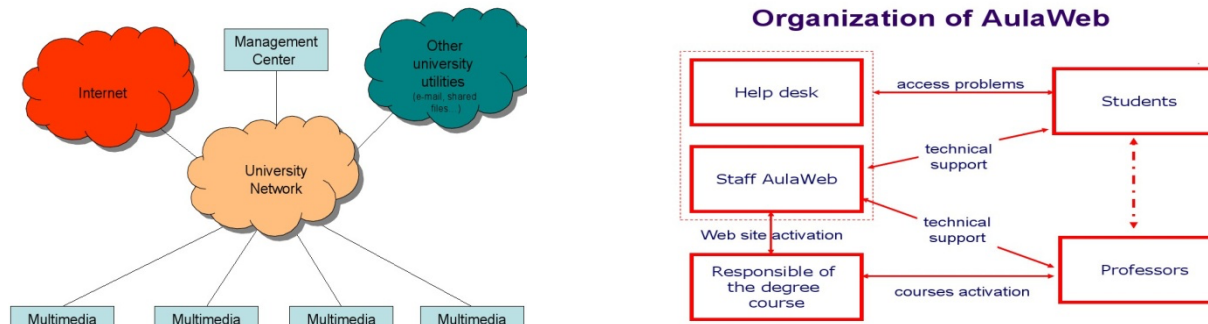 Management
Center
Internet
Other
university
utilities
(e-mail, shared
files...)
University
Network
Multimedia
Multimedia
Multimedia
Multimedia
Organization of AulaWeb
Help desk
access problems
Students
technical
support
Staff AulaWeb
technical
support
Web site activation
Responsible of
the degree
course
courses activation
Professors